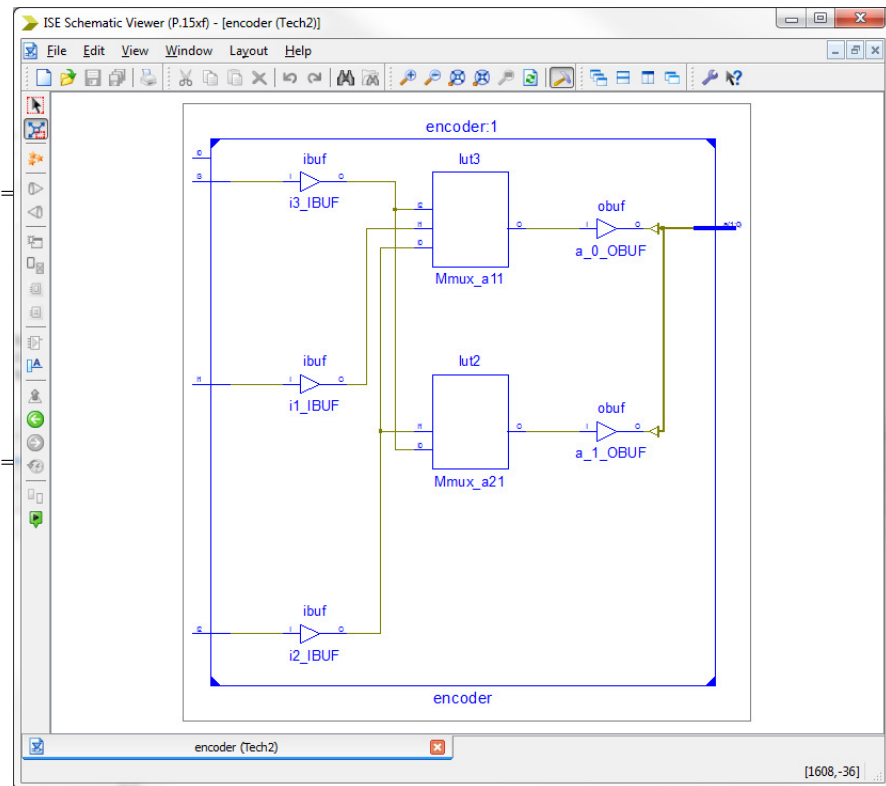 ISE Schematic Viewer (P.15xf) - [encoder (Tech2)]
File Edit View Window Layout Help
encoder:1
ibuf
lut3
I O
i3_IBUF
obuf
O
I O
a_0_OBUF
Mmux_a11
ibuf
lut2
I O
i1_IBUF
obuf
O
I O
a_1_OBUF
Mmux_a21
ibuf
I O
i2_IBUF
encoder
encoder (Tech2)
[1608,-36]